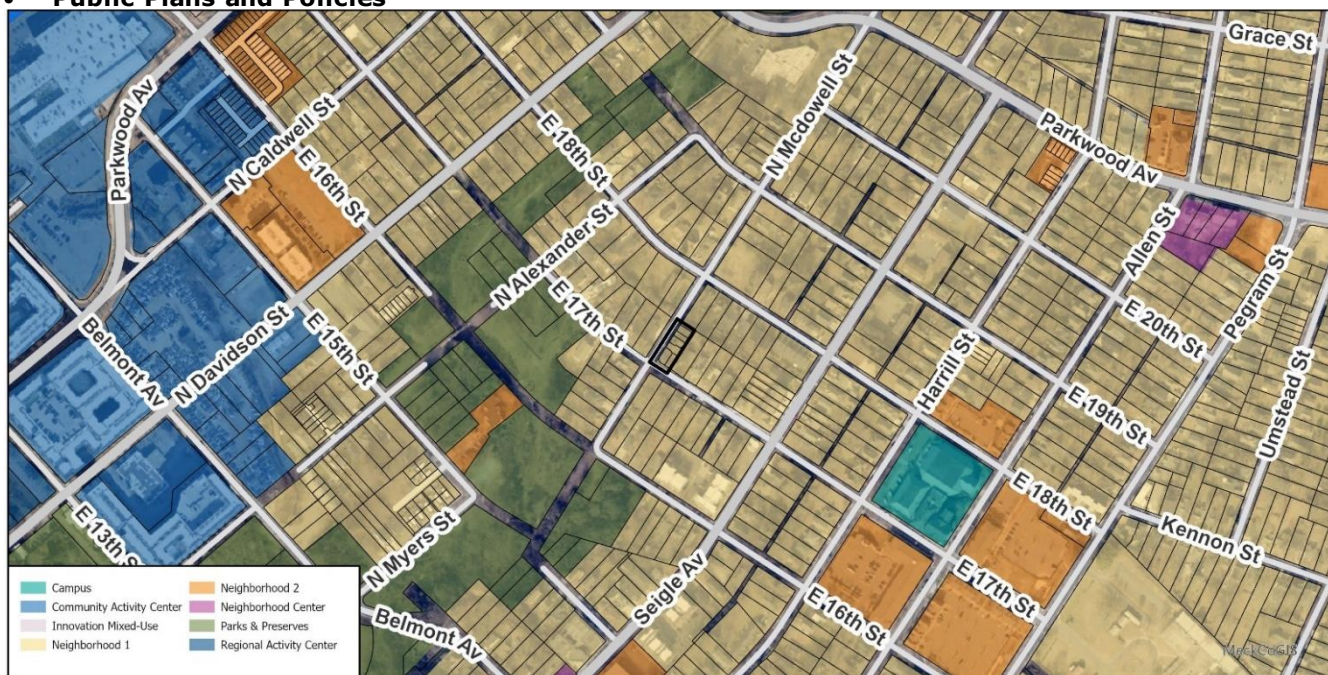 • Public Plans and Policies
Grace St
Parkwood Av
N Mcdowell St
Parkwood Av
N Caldwell St
E 16th St
E 18th St
N Alexander St
Allen St
Pegram St
E 17th St
E 20th St
Umstead St
Belmont Av
N Davidson St
E 15th St
Harrill St
E 19th St
E 18th St
Kennon St
E 13th S
N Myers St
Seigle Av
E 17th St
E 16th St
Belmont Av
Campus
Community Activity Center
Innovation Mixed-Use
Neighborhood 1
Neighborhood 2
Neighborhood Center
Parks & Preserves
Regional Activity Center
MeckCoGIS